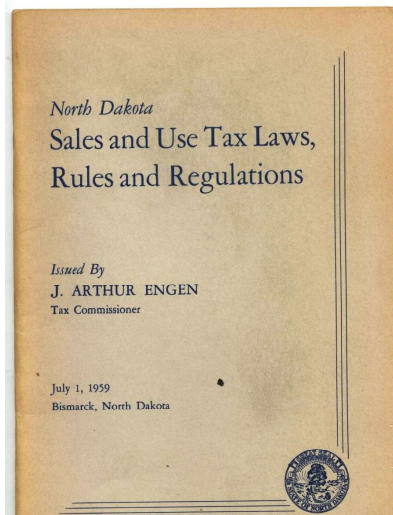 North Dakota
Sales and Use Tax Laws,
Rules and Regulations
Issued By
J. ARTHUR ENGEN
Tax Commissioner
July 1, 1959
Bismarck, North Dakota